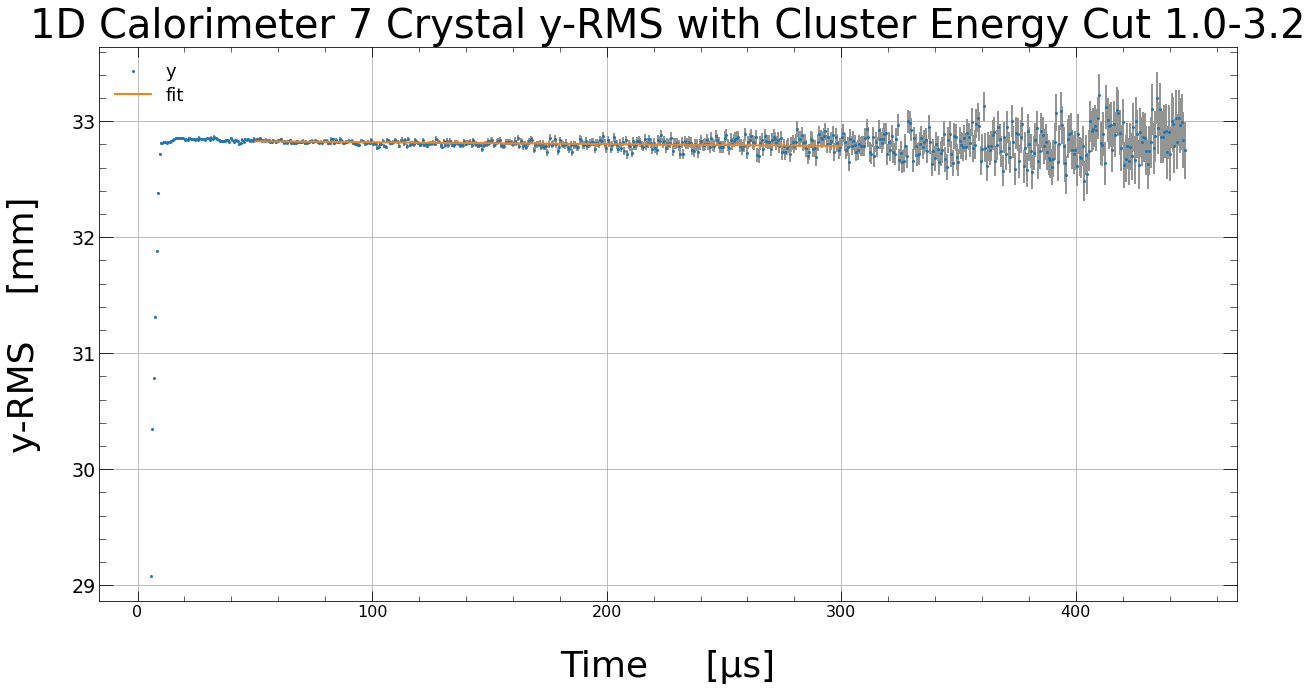 1D Calorimeter 7 Crystal y-RMS with Cluster Energy Cut 1.0-3.2
y
fit
33
32
31
30
29
y-RMS [mm]
0
100
200
300
400
Time [μs]